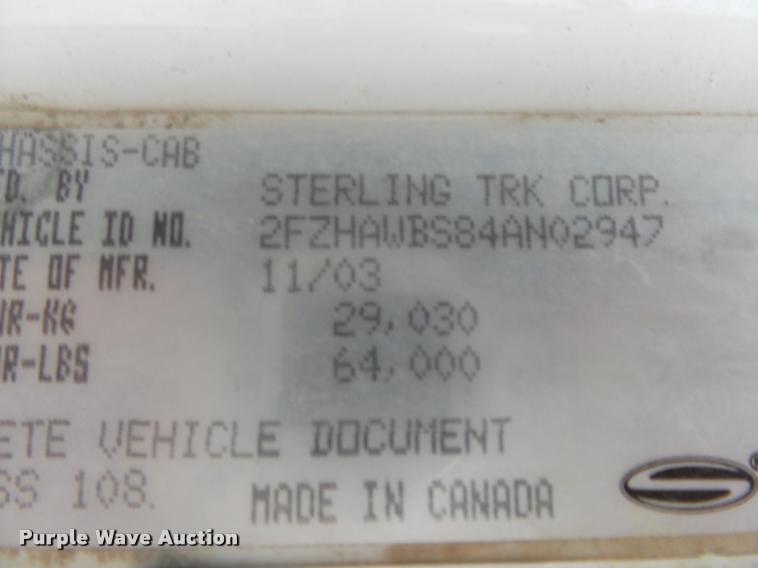 HASSIS-CAB
D. BY STERLING TRK CORP.
HICLE ID NO. 2FZHAWBS84AN02947
TE OF MFR. 11/03
R-KG 29,030
R-LBS 64,000
ETE VEHICLE DOCUMENT
SS 108.
MADE IN CANADA
Purple Wave Auction